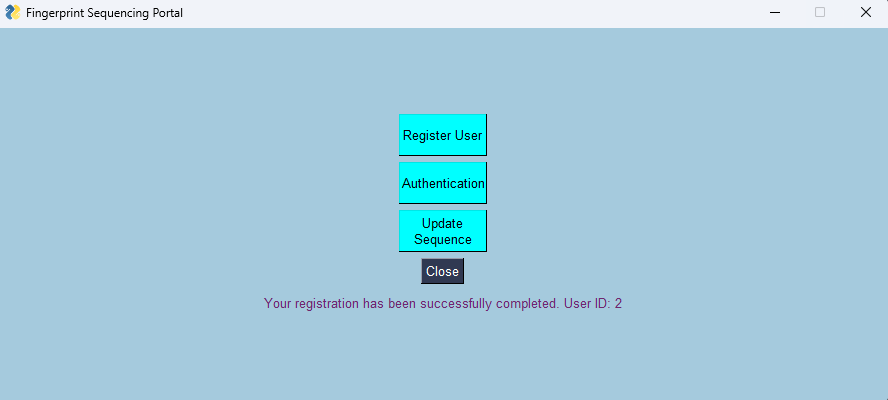 Fingerprint Sequencing Portal
Register User
Authentication
Update
Sequence
Close
Your registration has been successfully completed. User ID: 2